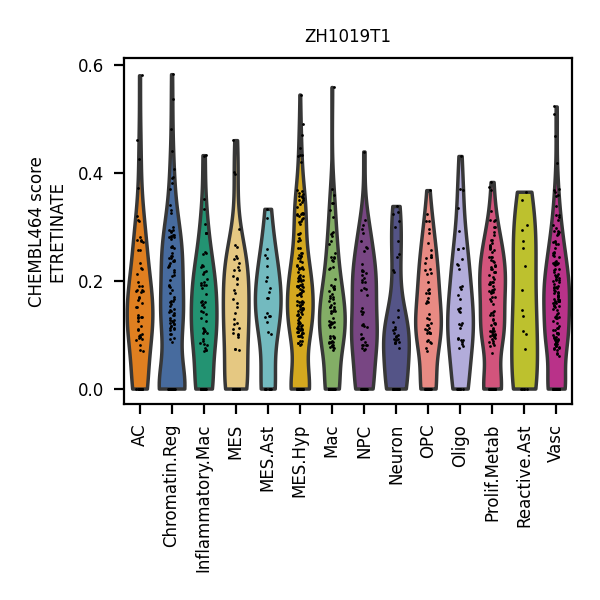 ZH1019T1
CHEMBL464 score
ETRETINATE
0.6
0.4
0.2
0.0
AC
Chromatin.Reg
Inflammatory.Mac
MES
MES.Ast
MES.Hyp
Mac
NPC
Neuron
OPC
Oligo
Prolif.Metab
Reactive.Ast
Vasc